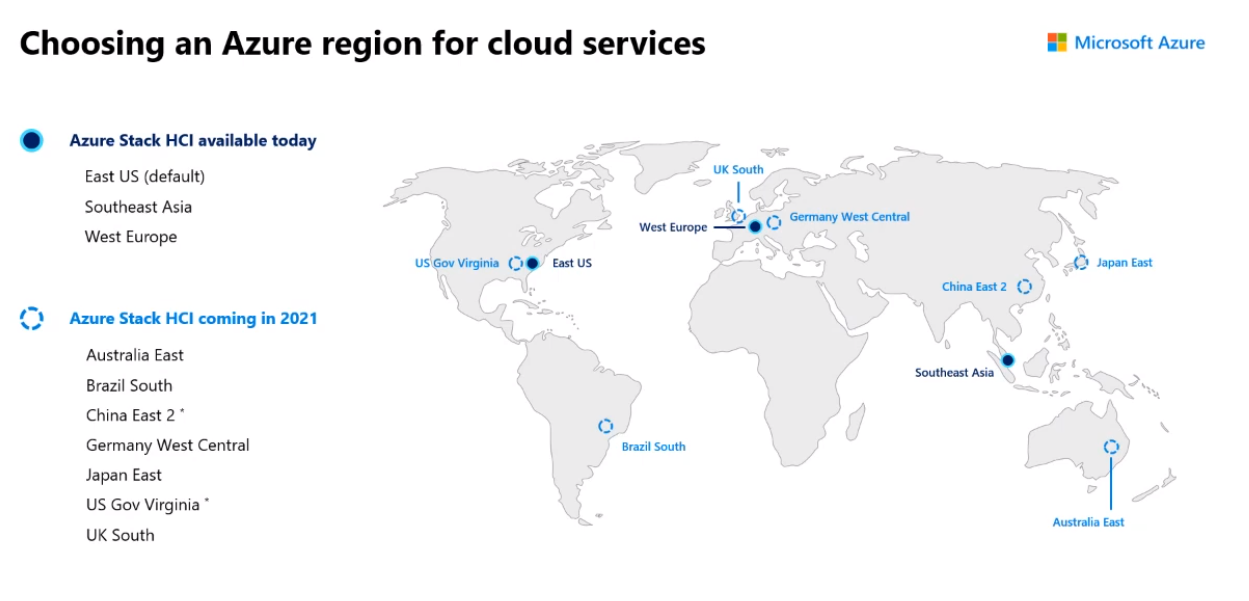 Choosing an Azure region for cloud services
Microsoft Azure
Azure Stack HCI available today
East US (default)
Southeast Asia
West Europe
Azure Stack HCI coming in 2021
Australia East
Brazil South
China East 2 *
Germany West Central
Japan East
US Gov Virginia *
UK South
UK South
West Europe
Germany West Central
US Gov Virginia
East US
Japan East
China East 2
Southeast Asia
Brazil South
Australia East